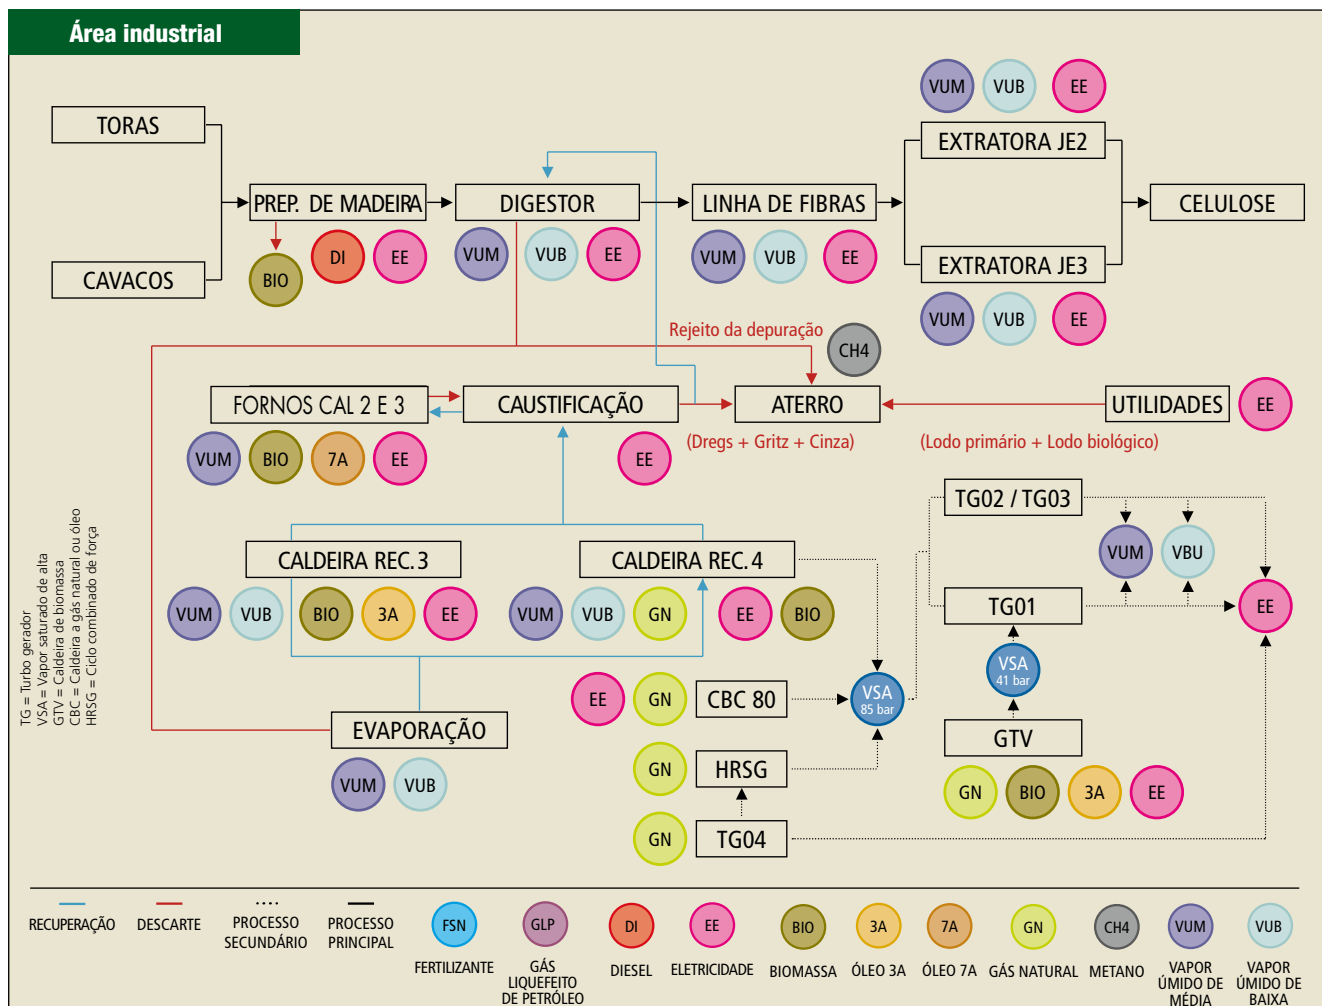 Área industrial
VUM
VUB
EE
TORAS
EXTRATORA JE2
PREP. DE MADEIRA
DIGESTOR
LINHA DE FIBRAS
CELULOSE
BIO
DI
EE
VUM
VUB
EE
VUM
VUB
EE
CAVACOS
EXTRATORA JE3
VUM
VUB
EE
Rejeito da depuração
CH4
FORNOS CAL 2 E 3
CAUSTIFICAÇÃO
ATERRO
UTILIDADES
EE
VUM
BIO
7A
EE
EE
(Dregs + Gritz + Cinza)
(Lodo primário + Lodo biológico)
TG02 / TG03
VUM
VBU
CALDEIRA REC. 3
CALDEIRA REC. 4
VUM
VUB
BIO
3A
EE
VUM
VUB
GN
EE
BIO
TG01
EE
VSA
41 bar
EE
GN
CBC 80
VSA
85 bar
EVAPORAÇÃO
GTV
VUM
VUB
GN
HRSG
GN
BIO
3A
EE
GN
TG04
TG = Turbo gerador
VSA = Vapor saturado de alta
GTV = Caldeira de biomassa
CBC = Caldeira a gás natural ou óleo
HRSG = Ciclo combinado de força
RECUPERAÇÃO
DESCARTE
PROCESSO
SECUNDÁRIO
PROCESSO
PRINCIPAL
FSN
FERTILIZANTE
GLP
GÁS
LIQUEFEITO
DE PETRÓLEO
DI
DIESEL
EE
ELETRICIDADE
BIO
BIOMASSA
3A
ÓLEO 3A
7A
ÓLEO 7A
GN
GÁS NATURAL
CH4
METANO
VUM
VAPOR
ÚMIDO DE
MÉDIA
VUB
VAPOR
ÚMIDO DE
BAIXA